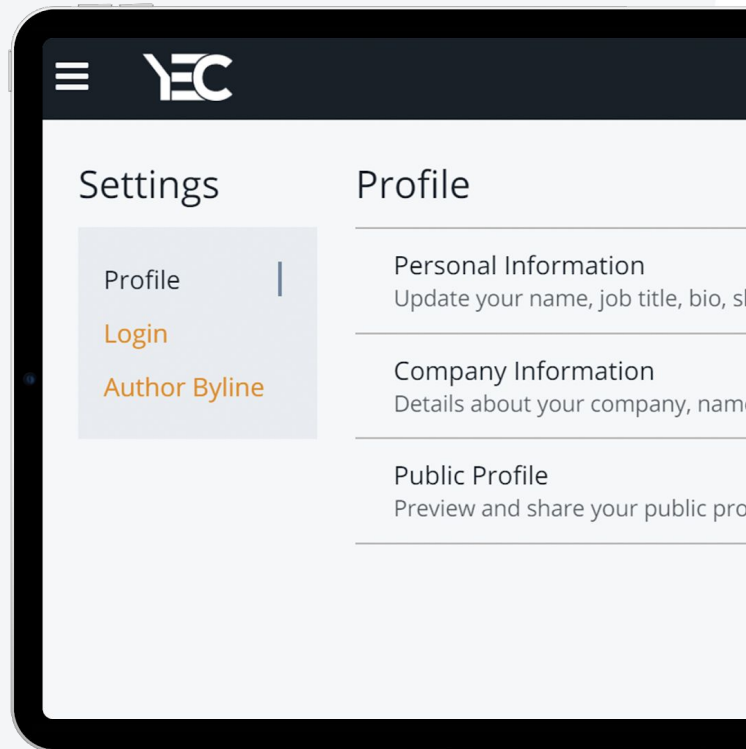 YEC
Settings
Profile
Login
Author Byline
Profile
Personal Information
Update your name, job title, bio,
Company Information
Details about your company,
Public Profile
Preview and share your public